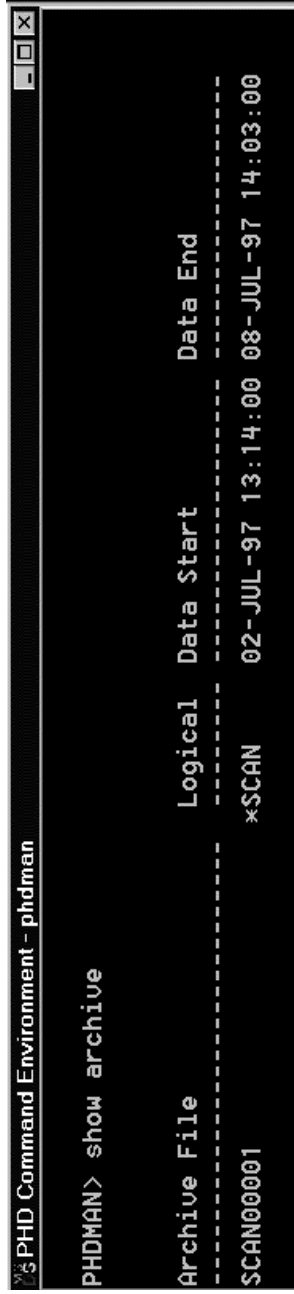 PHD Command Environment - phdman
PHDMAN> show archive
Archive File Logical Data Start Data End
---------------------------------- -------- -------------------- --------------------
SCAN00001 *SCAN 02-JUL-97 13:14:00 08-JUL-97 14:03:00